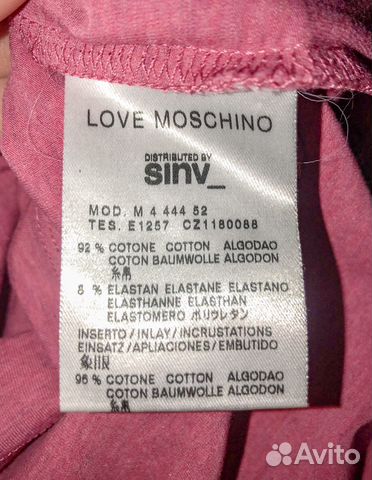 LOVE MOSCHINO
DISTRIBUTED BY
sinv_
MOD. M 4 444 52
TES. E1257 CZ1180088
92 % COTONE COTTON ALGODAO
COTON BAUMWOLLE ALGODON
綿
8 % ELASTAN ELASTANE ELASTANO
ELASTHANNE ELASTHAN
ELASTOMERO ポリウレタン
INSERTO/INLAY/INCRUSTATIONS
EINSATZ/APLIACIONES/EMBUTIDO
96 % COTONE COTTON ALGODAO
COTON BAUMWOLLE ALGODON
綿
Avito